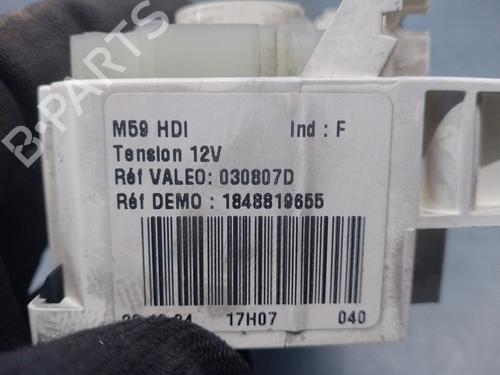 B-PARTS
M59 HDI Ind : F
Tension 12V
Réf VALEO: 030807D
Réf DEMO : 1848819655
17H07 040